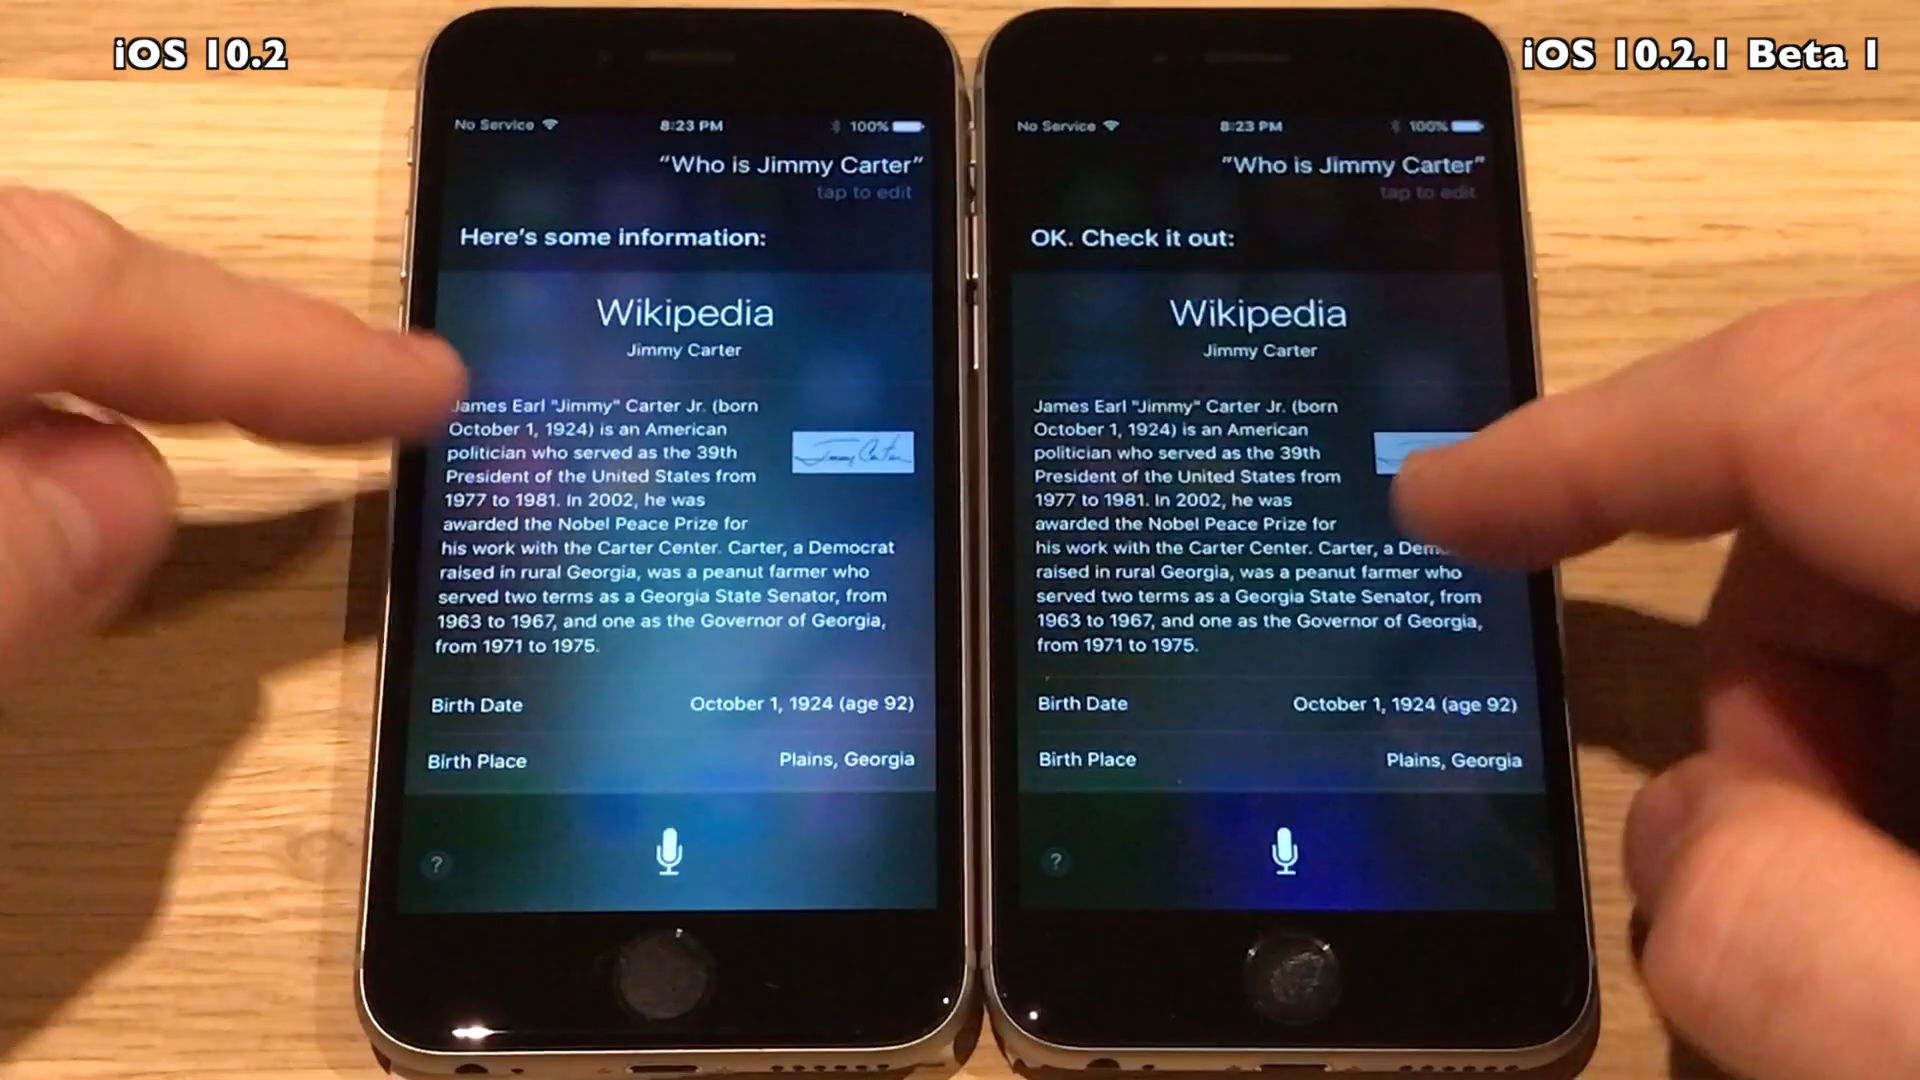 iOS 10.2
iOS 10.2.1 Beta 1
No Service 8:23 PM 100%
"Who is Jimmy Carter"
tap to edit
Here's some information:
Wikipedia
Jimmy Carter
James Earl "Jimmy" Carter Jr. (born
October 1, 1924) is an American
politician who served as the 39th
President of the United States from
1977 to 1981. In 2002, he was
awarded the Nobel Peace Prize for
his work with the Carter Center. Carter, a Democrat
raised in rural Georgia, was a peanut farmer who
served two terms as a Georgia State Senator, from
1963 to 1967, and one as the Governor of Georgia,
from 1971 to 1975.
Jimmy Carter
Birth Date October 1, 1924 (age 92)
Birth Place Plains, Georgia
?
No Service 8:23 PM 100%
"Who is Jimmy Carter"
tap to edit
OK. Check it out:
Wikipedia
Jimmy Carter
James Earl "Jimmy" Carter Jr. (born
October 1, 1924) is an American
politician who served as the 39th
President of the United States from
1977 to 1981. In 2002, he was
awarded the Nobel Peace Prize for
his work with the Carter Center. Carter, a Dem
raised in rural Georgia, was a peanut farmer who
served two terms as a Georgia State Senator, from
1963 to 1967, and one as the Governor of Georgia,
from 1971 to 1975.
Birth Date October 1, 1924 (age 92)
Birth Place Plains, Georgia
?